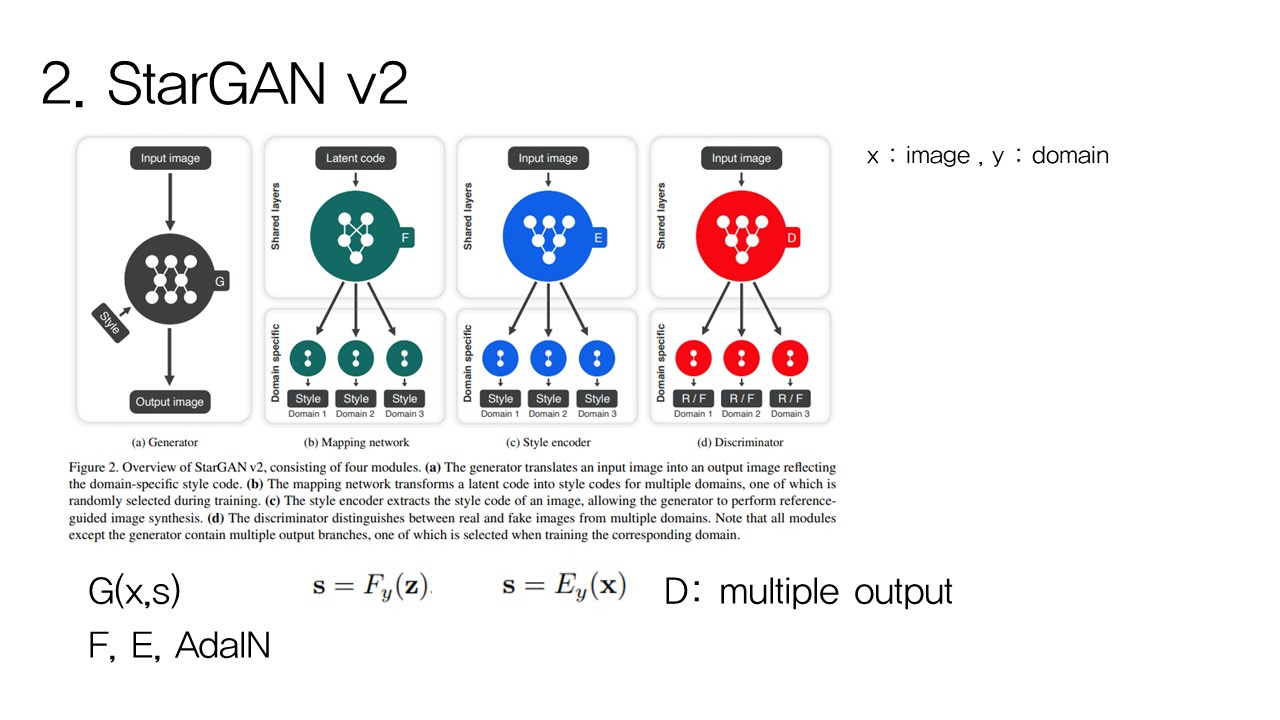 2. StarGAN v2
x : image , y : domain
Input image
G
Style
Output image
(a) Generator
Latent code
Shared layers
F
Domain specific
Style Style Style
Domain 1 Domain 2 Domain 3
(b) Mapping network
Input image
Shared layers
E
Domain specific
Style Style Style
Domain 1 Domain 2 Domain 3
(c) Style encoder
Input image
Shared layers
D
Domain specific
R / F R / F R / F
Domain 1 Domain 2 Domain 3
(d) Discriminator
Figure 2. Overview of StarGAN v2, consisting of four modules. (a) The generator translates an input image into an output image reflecting
the domain-specific style code. (b) The mapping network transforms a latent code into style codes for multiple domains, one of which is
randomly selected during training. (c) The style encoder extracts the style code of an image, allowing the generator to perform reference-
guided image synthesis. (d) The discriminator distinguishes between real and fake images from multiple domains. Note that all modules
except the generator contain multiple output branches, one of which is selected when training the corresponding domain.
G(x,s)
s = F_y(z).
s = E_y(x)
D: multiple output
F, E, AdaIN